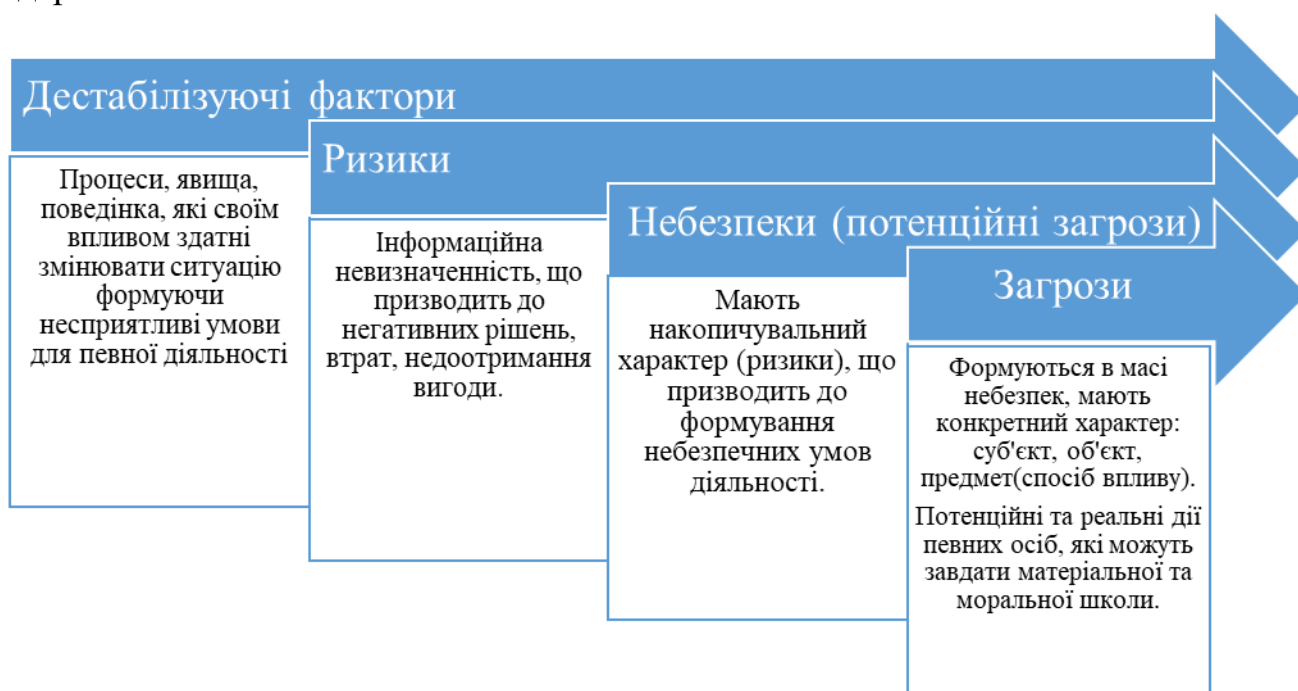 Дестабілізуючі фактори
Процеси, явища,
поведінка, які своїм
впливом здатні
змінювати ситуацію
формуючи
несприятливі умови
для певної діяльності
Ризики
Інформаційна
невизначенність, що
призводить до
негативних рішень,
втрат, недоотримання
вигоди.
Небезпеки (потенційні загрози)
Мають
накопичувальний
характер (ризики), що
призводить до
формування
небезпечних умов
діяльності.
Загрози
Формуються в масі
небезпек, мають
конкретний характер:
суб'єкт, об'єкт,
предмет(спосіб впливу).
Потенційні та реальні дії
певних осіб, які можуть
завдати матеріальної та
моральної школи.